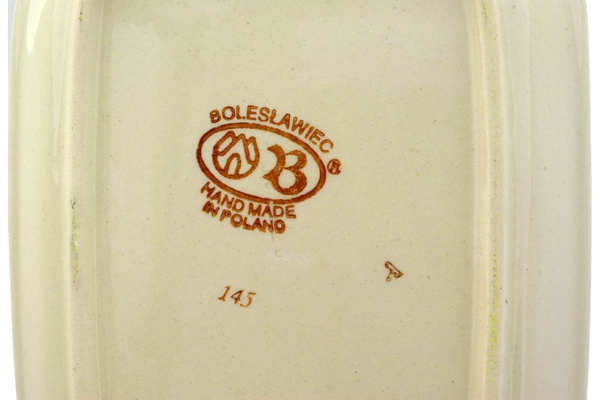 BOLESŁAWIEC
B ®
HAND MADE
IN POLAND
145
A